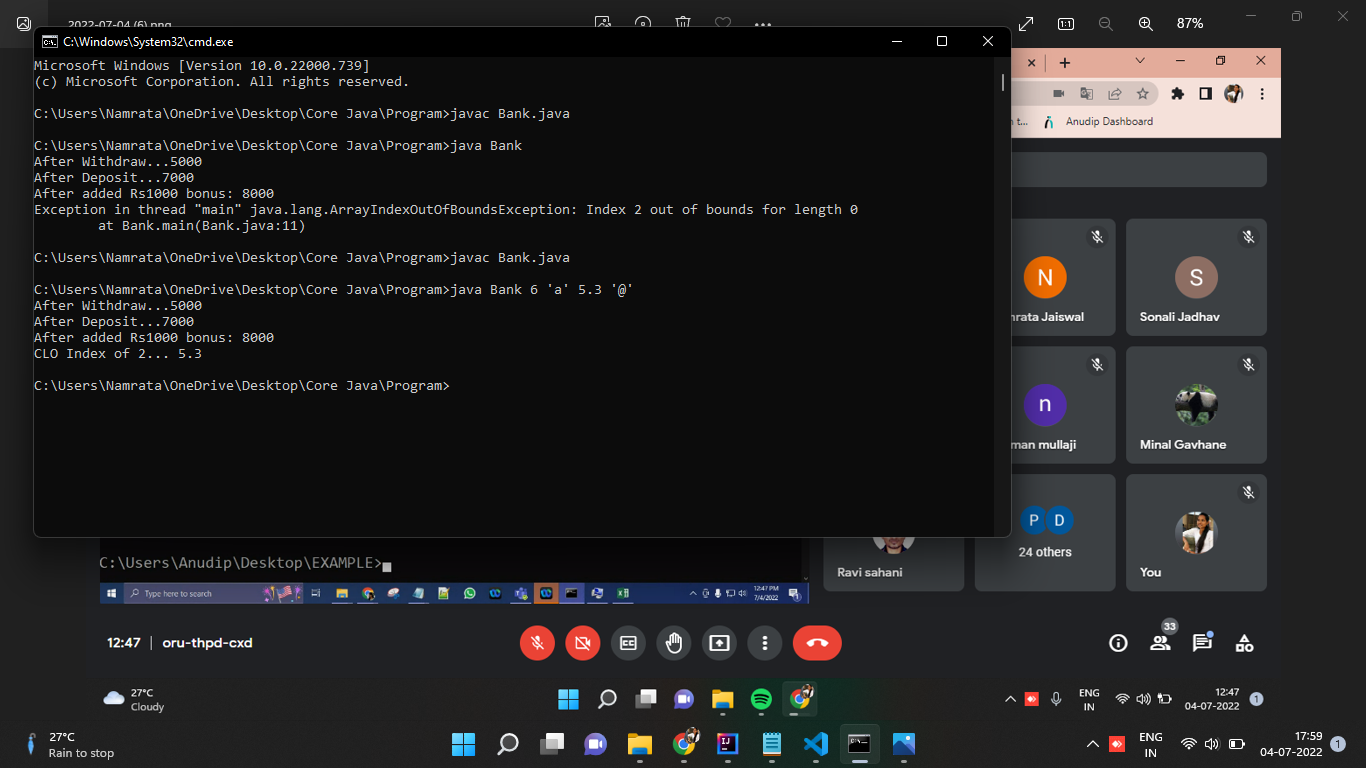 2022-07-04 (6).png
87%
C:\Windows\System32\cmd.exe
Microsoft Windows [Version 10.0.22000.739]
(c) Microsoft Corporation. All rights reserved.
C:\Users\Namrata\OneDrive\Desktop\Core Java\Program>javac Bank.java
C:\Users\Namrata\OneDrive\Desktop\Core Java\Program>java Bank
After Withdraw...5000
After Deposit...7000
After added Rs1000 bonus: 8000
Exception in thread "main" java.lang.ArrayIndexOutOfBoundsException: Index 2 out of bounds for length 0
at Bank.main(Bank.java:11)
C:\Users\Namrata\OneDrive\Desktop\Core Java\Program>javac Bank.java
C:\Users\Namrata\OneDrive\Desktop\Core Java\Program>java Bank 6 'a' 5.3 '@'
After Withdraw...5000
After Deposit...7000
After added Rs1000 bonus: 8000
CLO Index of 2... 5.3
C:\Users\Namrata\OneDrive\Desktop\Core Java\Program>
Anudip Dashboard
N
S
Jaiswal
Sonali Jadhav
n
mullaji
Minal Gavhane
P D
24 others
Ravi sahani
You
C:\Users\Anudip\Desktop\EXAMPLE>
Type here to search
12:47 PM
7/4/2022
12:47 | oru-thpd-cxd
33
27°C
Cloudy
ENG
IN
12:47
04-07-2022
1
27°C
Rain to stop
ENG
IN
17:59
04-07-2022
1